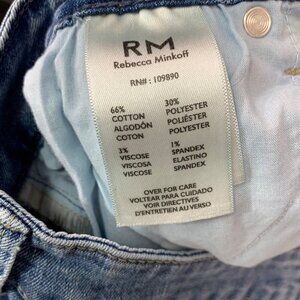 RM
Rebecca Minkoff
RN# : 109890
66% 30%
COTTON POLYESTER
ALGODÓN POLIÉSTER
COTON POLYESTER
3% 1%
VISCOSE SPANDEX
VISCOSA ELASTINO
VISCOSE SPANDEX
OVER FOR CARE
VOLTEAR PARA CUIDADO
VOIR DIRECTIVES
D'ENTRETIEN AU VERSO